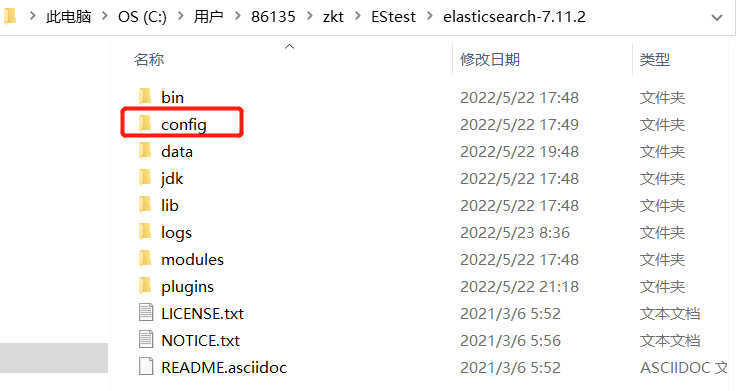 此电脑 > OS (C:) > 用户 > 86135 > zkt > EStest > elasticsearch-7.11.2
名称 修改日期 类型
bin 2022/5/22 17:48 文件夹
config 2022/5/22 17:49 文件夹
data 2022/5/22 19:48 文件夹
jdk 2022/5/22 17:48 文件夹
lib 2022/5/22 17:48 文件夹
logs 2022/5/23 8:36 文件夹
modules 2022/5/22 17:48 文件夹
plugins 2022/5/22 21:18 文件夹
LICENSE.txt 2021/3/6 5:52 文本文档
NOTICE.txt 2021/3/6 5:56 文本文档
README.asciidoc 2021/3/6 5:52 ASCIIDOC 文